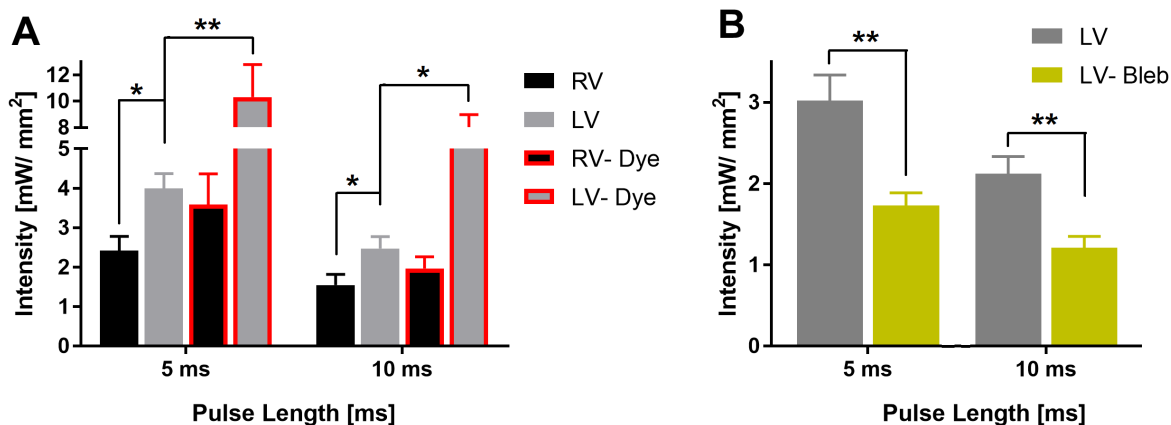 A
Intensity [mW/ mm²]
12
10
8
5
4
3
2
1
0
*
**
*
*
5 ms
10 ms
Pulse Length [ms]
RV
LV
RV- Dye
LV- Dye
B
Intensity [mW/ mm²]
3
2
1
0
**
**
5 ms
10 ms
Pulse Length [ms]
LV
LV- Bleb